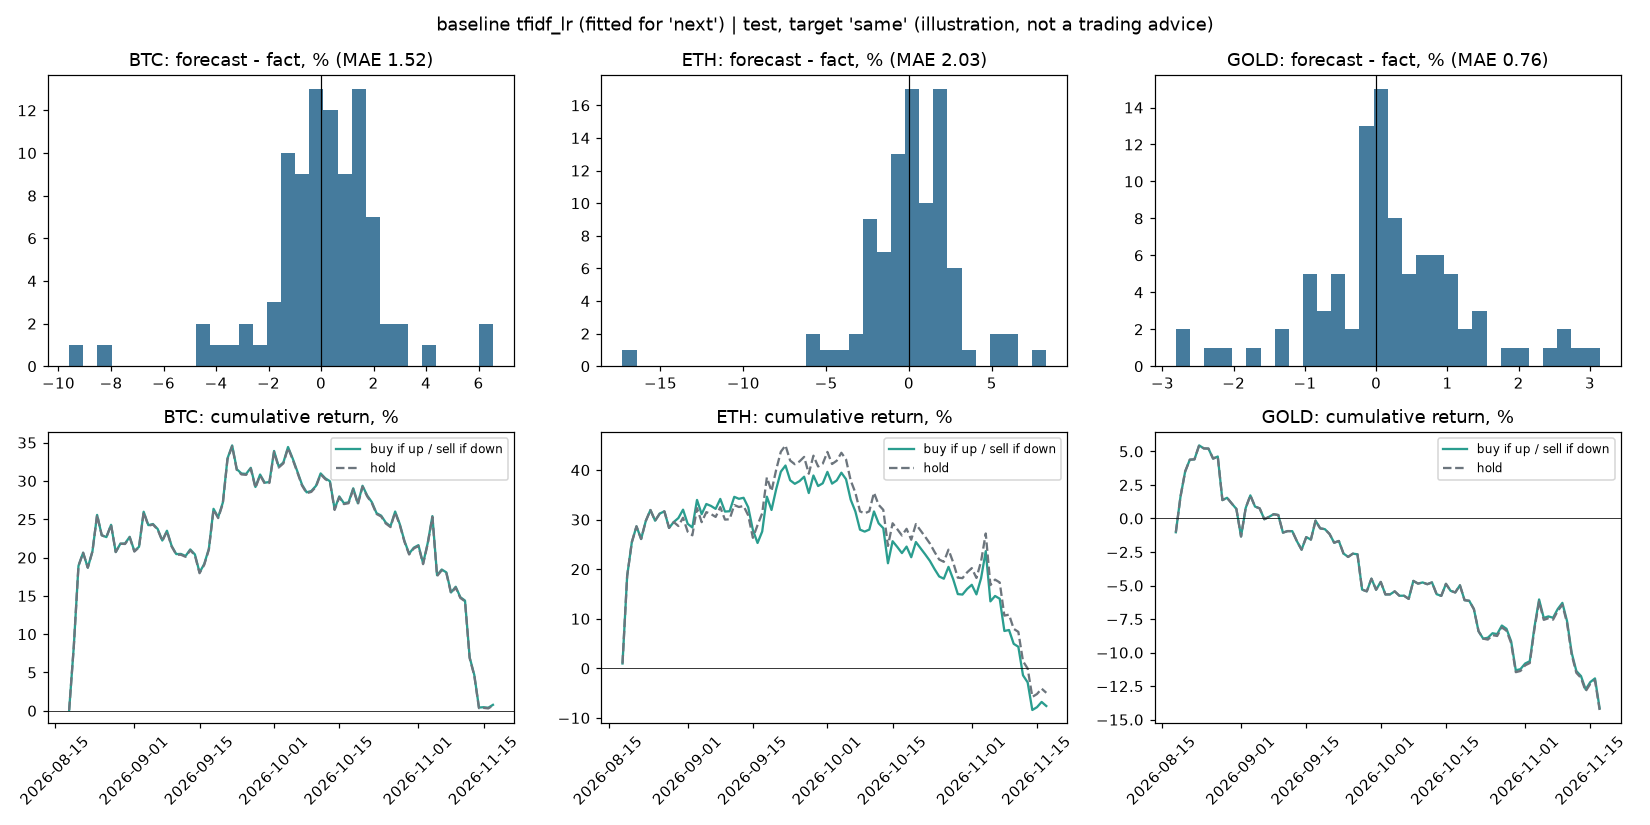 baseline tfidf_lr (fitted for 'next') | test, target 'same' (illustration, not a trading advice)
BTC: forecast - fact, % (MAE 1.52)
12
10
8
6
4
2
0
−10 −8 −6 −4 −2 0 2 4 6
ETH: forecast - fact, % (MAE 2.03)
16
14
12
10
8
6
4
2
0
−15 −10 −5 0 5
GOLD: forecast - fact, % (MAE 0.76)
14
12
10
8
6
4
2
0
−3 −2 −1 0 1 2 3
BTC: cumulative return, %
35
30
25
20
15
10
5
0
buy if up / sell if down
hold
2026-08-15 2026-09-01 2026-09-15 2026-10-01 2026-10-15 2026-11-01 2026-11-15
ETH: cumulative return, %
40
30
20
10
0
−10
buy if up / sell if down
hold
2026-08-15 2026-09-01 2026-09-15 2026-10-01 2026-10-15 2026-11-01 2026-11-15
GOLD: cumulative return, %
5.0
2.5
0.0
−2.5
−5.0
−7.5
−10.0
−12.5
−15.0
buy if up / sell if down
hold
2026-08-15 2026-09-01 2026-09-15 2026-10-01 2026-10-15 2026-11-01 2026-11-15